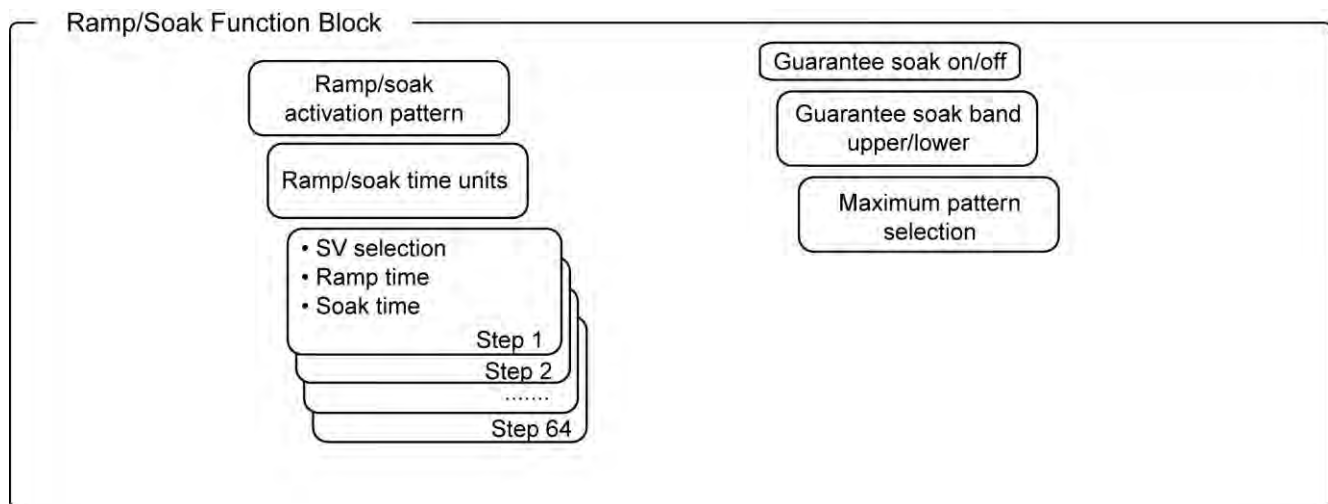 Ramp/Soak Function Block
Ramp/soak
activation pattern
Ramp/soak time units
• SV selection
• Ramp time
• Soak time
Step 1
Step 2
.......
Step 64
Guarantee soak on/off
Guarantee soak band
upper/lower
Maximum pattern
selection